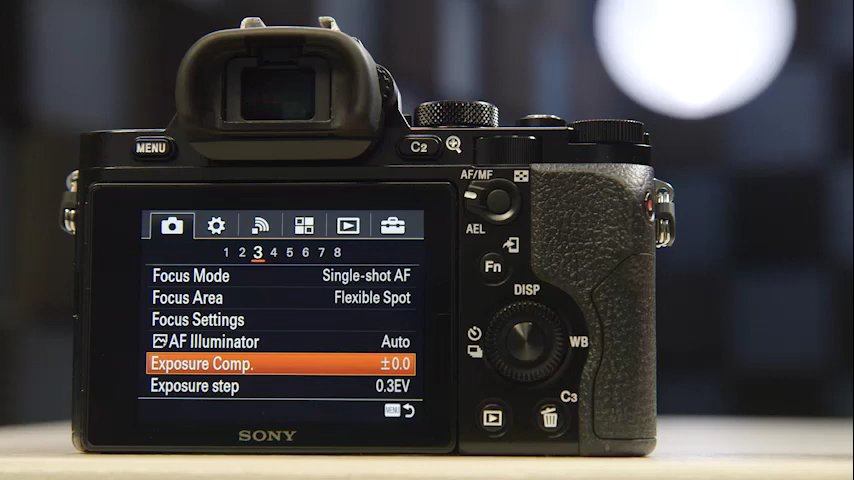 MENU
C2
AF/MF
AEL
1 2 3 4 5 6 7 8
Focus Mode Single-shot AF
Focus Area Flexible Spot
Focus Settings
AF Illuminator Auto
Exposure Comp. ±0.0
Exposure step 0.3EV
MENU
Fn
DISP
WB
C3
SONY